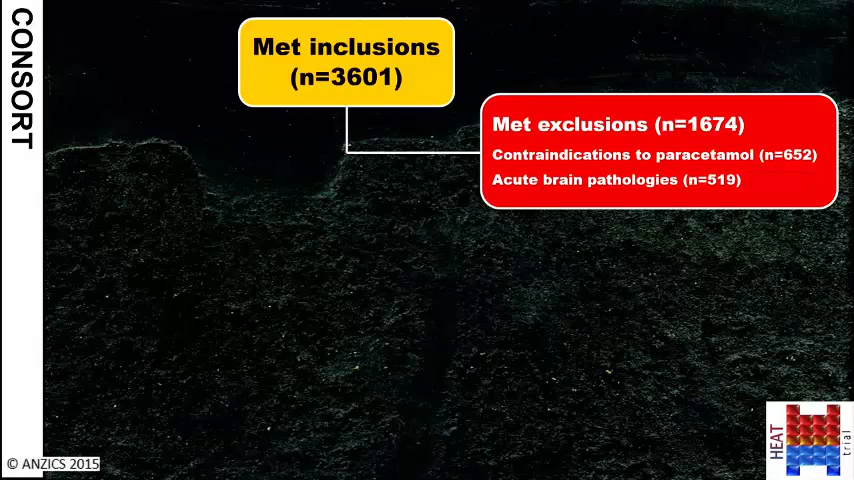 CONSORT
Met inclusions
(n=3601)
Met exclusions (n=1674)
Contraindications to paracetamol (n=652)
Acute brain pathologies (n=519)
© ANZICS 2015
HEAT
trial